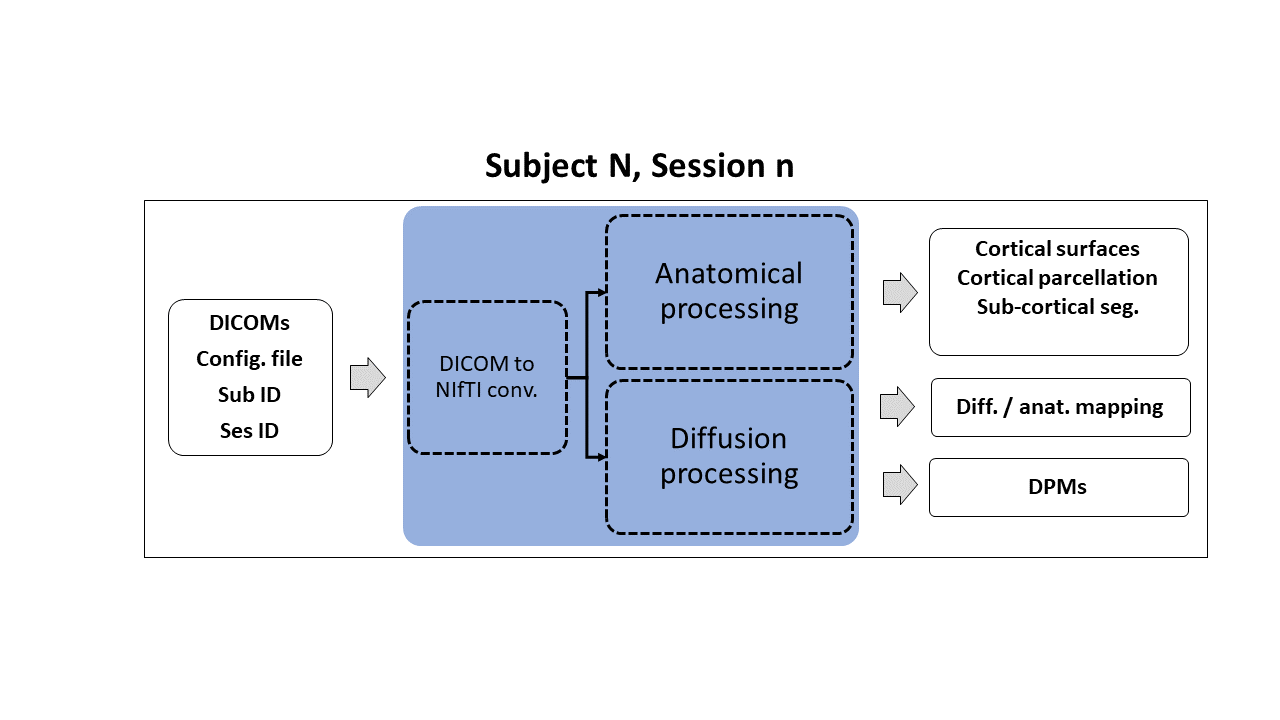 Subject N, Session n
DICOMs
Config. file
Sub ID
Ses ID
DICOM to
NIfTI conv.
Anatomical
processing
Diffusion
processing
Cortical surfaces
Cortical parcellation
Sub-cortical seg.
Diff. / anat. mapping
DPMs